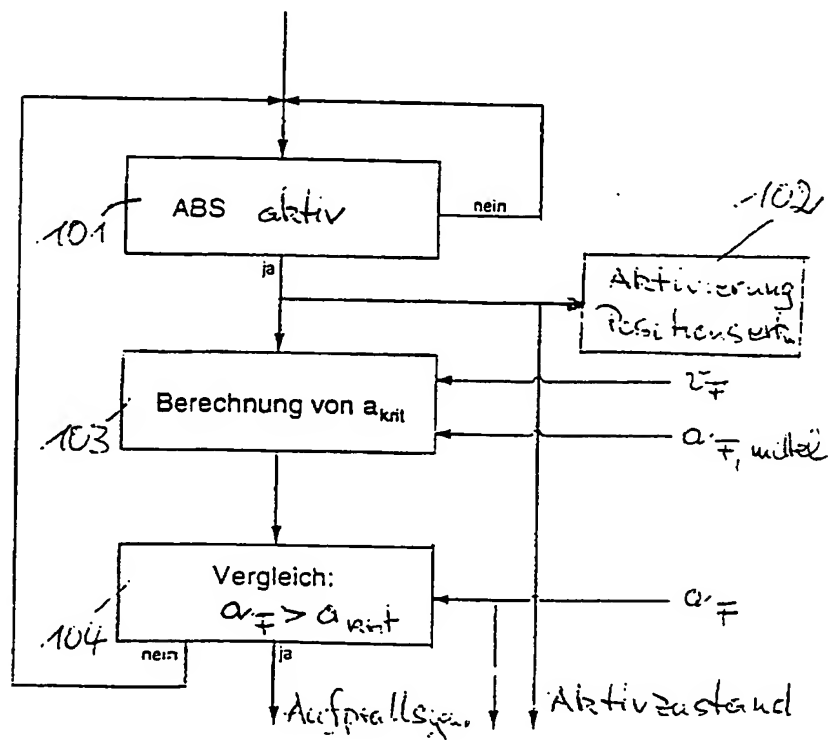 ABS aktiv
101
nein
ja
102
Aktivierung
Positionserk.
Berechnung von a_krit
103
v_F
a_F, mittel
Vergleich:
a_F > a_krit
104
a_F
nein
ja
Aufprallsign.
Aktivzustand